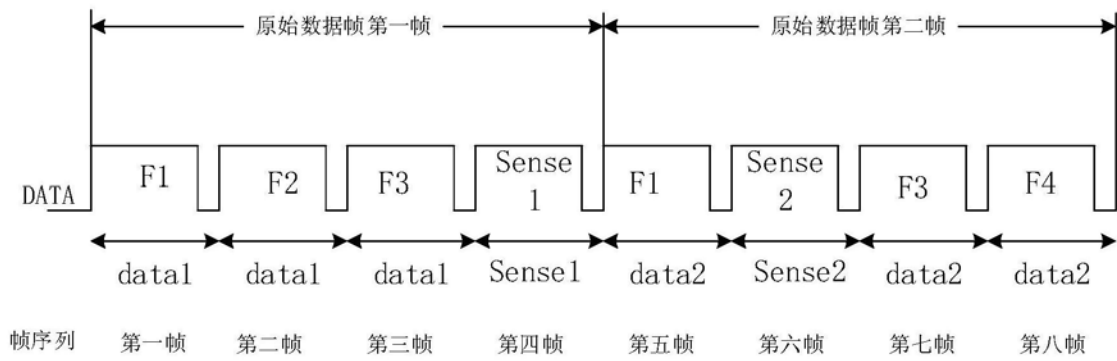 原始数据帧第一帧 原始数据帧第二帧
DATA F1 F2 F3 Sense 1 F1 Sense 2 F3 F4
data1 data1 data1 Sense1 data2 Sense2 data2 data2
帧序列 第一帧 第二帧 第三帧 第四帧 第五帧 第六帧 第七帧 第八帧